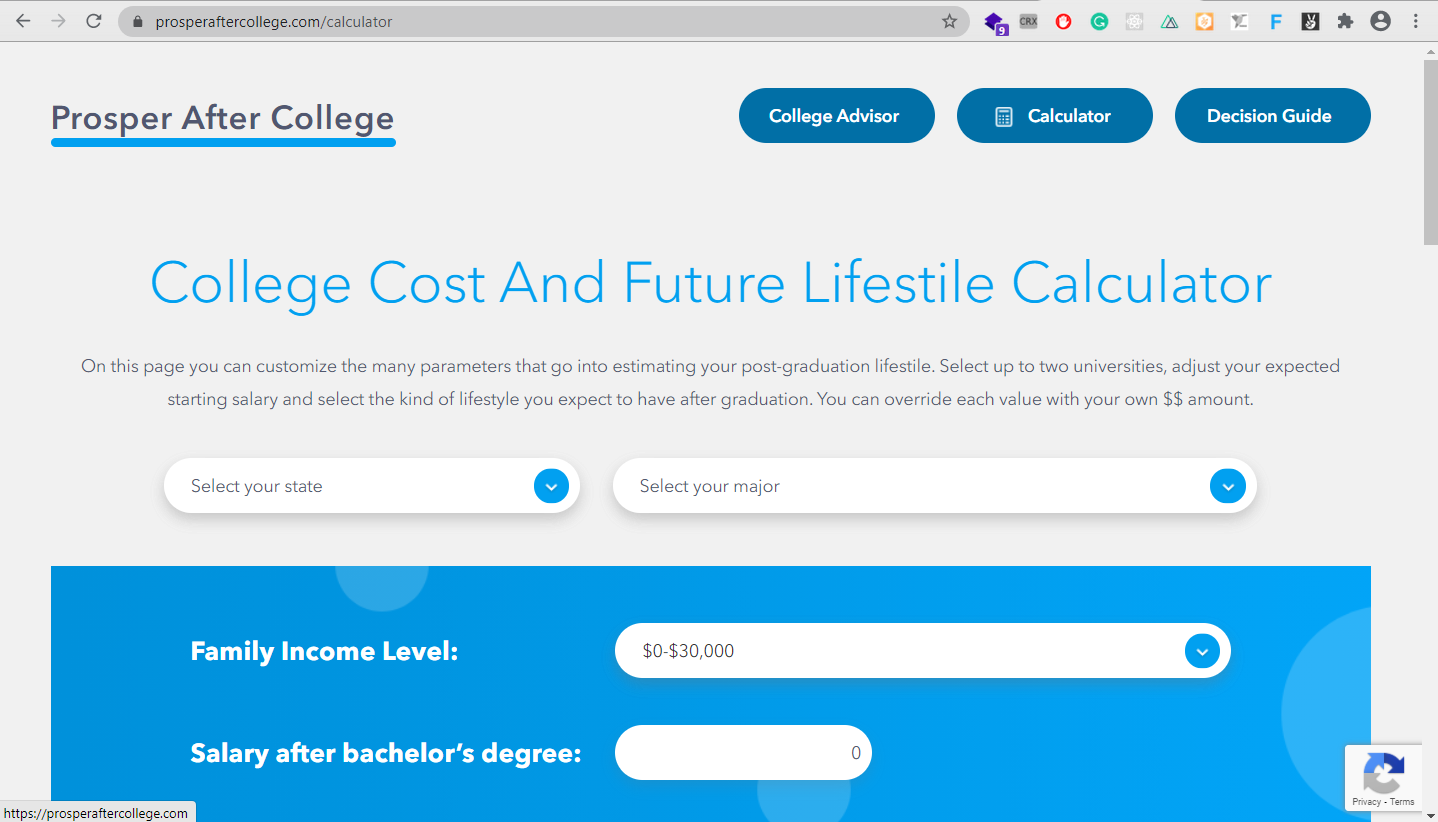 prosperaftercollege.com/calculator
9
CRX
G
F
Prosper After College
College Advisor
Calculator
Decision Guide
College Cost And Future Lifestile Calculator
On this page you can customize the many parameters that go into estimating your post-graduation lifestile. Select up to two universities, adjust your expected
starting salary and select the kind of lifestyle you expect to have after graduation. You can override each value with your own $$ amount.
Select your state
Select your major
Family Income Level:
$0-$30,000
Salary after bachelor’s degree:
0
Privacy - Terms
https://prosperaftercollege.com